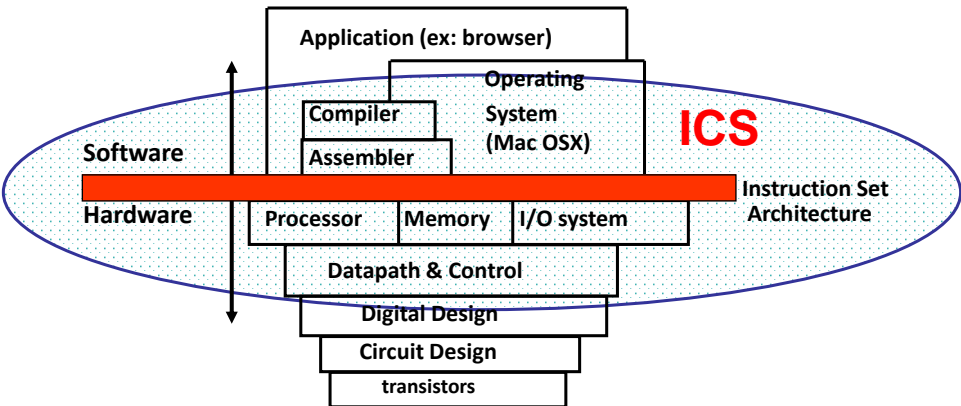 Application (ex: browser)
Operating
System
(Mac OSX)
Compiler
Assembler
ICS
Software
Hardware
Instruction Set
Architecture
Processor
Memory
I/O system
Datapath & Control
Digital Design
Circuit Design
transistors